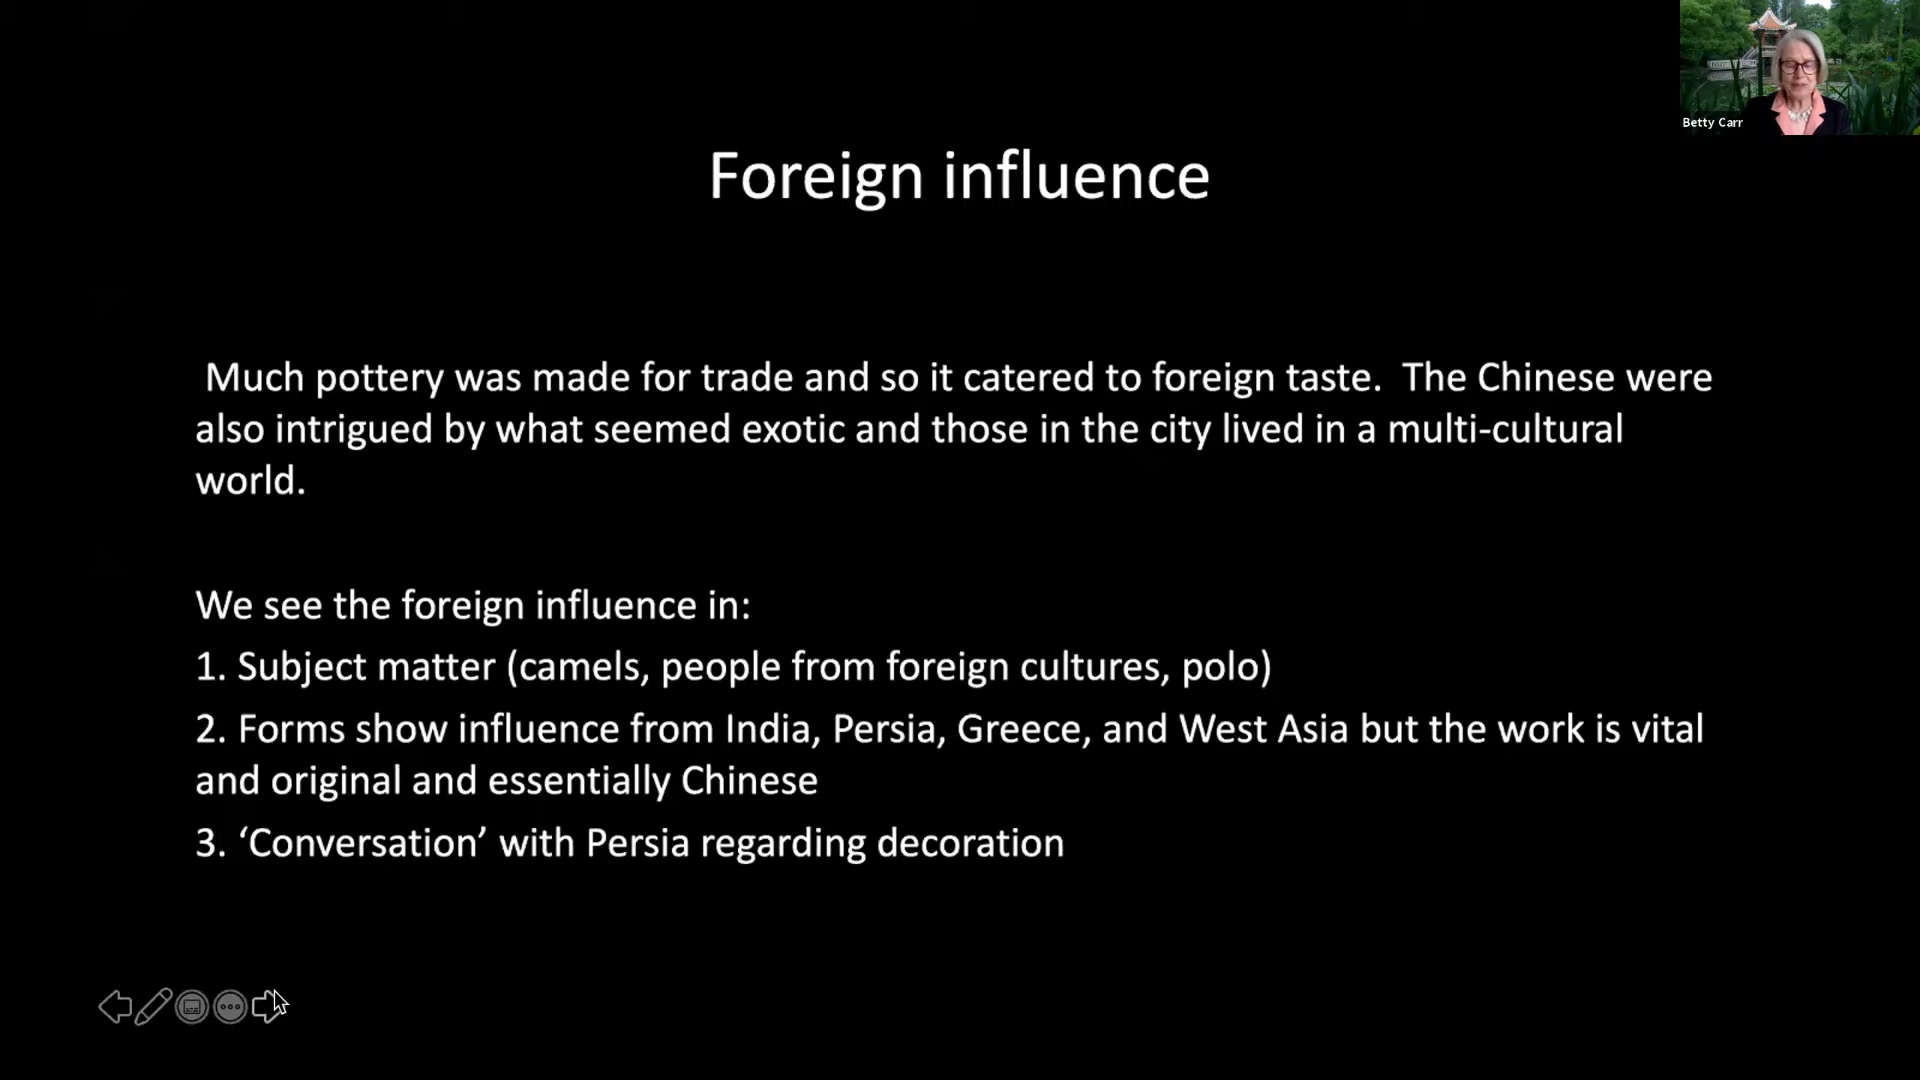 Betty Carr
Foreign influence
Much pottery was made for trade and so it catered to foreign taste.  The Chinese were
also intrigued by what seemed exotic and those in the city lived in a multi-cultural
world.
We see the foreign influence in:
1. Subject matter (camels, people from foreign cultures, polo)
2. Forms show influence from India, Persia, Greece, and West Asia but the work is vital
and original and essentially Chinese
3. ‘Conversation’ with Persia regarding decoration